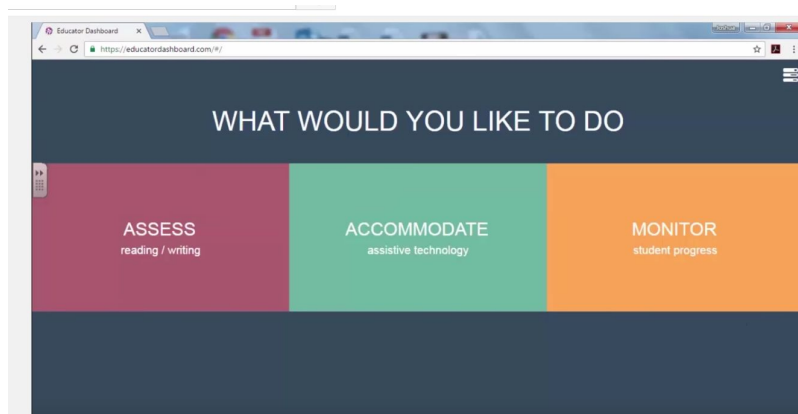 Educator Dashboard
https://educatordashboard.com/#/
WHAT WOULD YOU LIKE TO DO
ASSESS
reading / writing
ACCOMMODATE
assistive technology
MONITOR
student progress